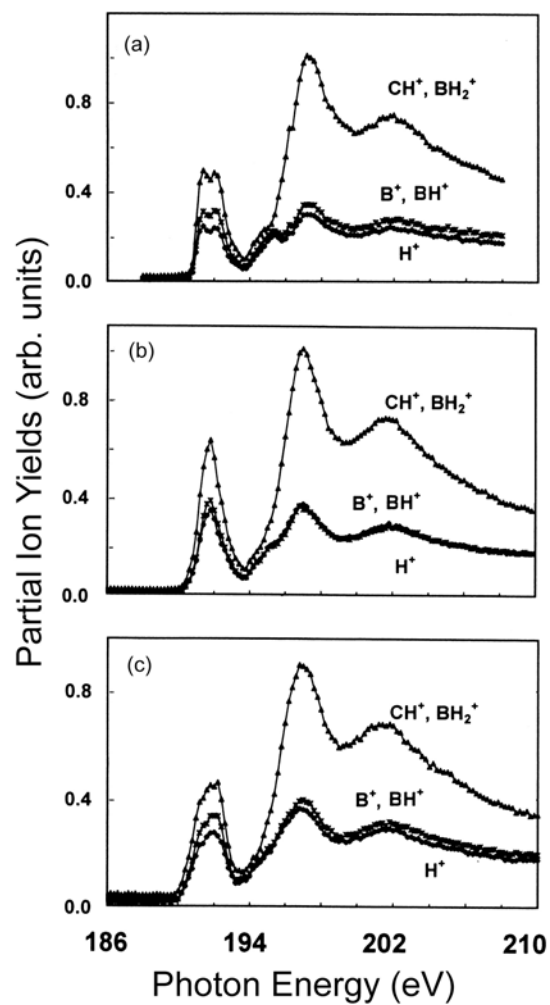 Partial Ion Yields (arb. units)
(a)
0.8
0.4
0.0
CH⁺, BH₂⁺
B⁺, BH⁺
H⁺
(b)
0.8
0.4
0.0
CH⁺, BH₂⁺
B⁺, BH⁺
H⁺
(c)
0.8
0.4
0.0
CH⁺, BH₂⁺
B⁺, BH⁺
H⁺
186 194 202 210
Photon Energy (eV)